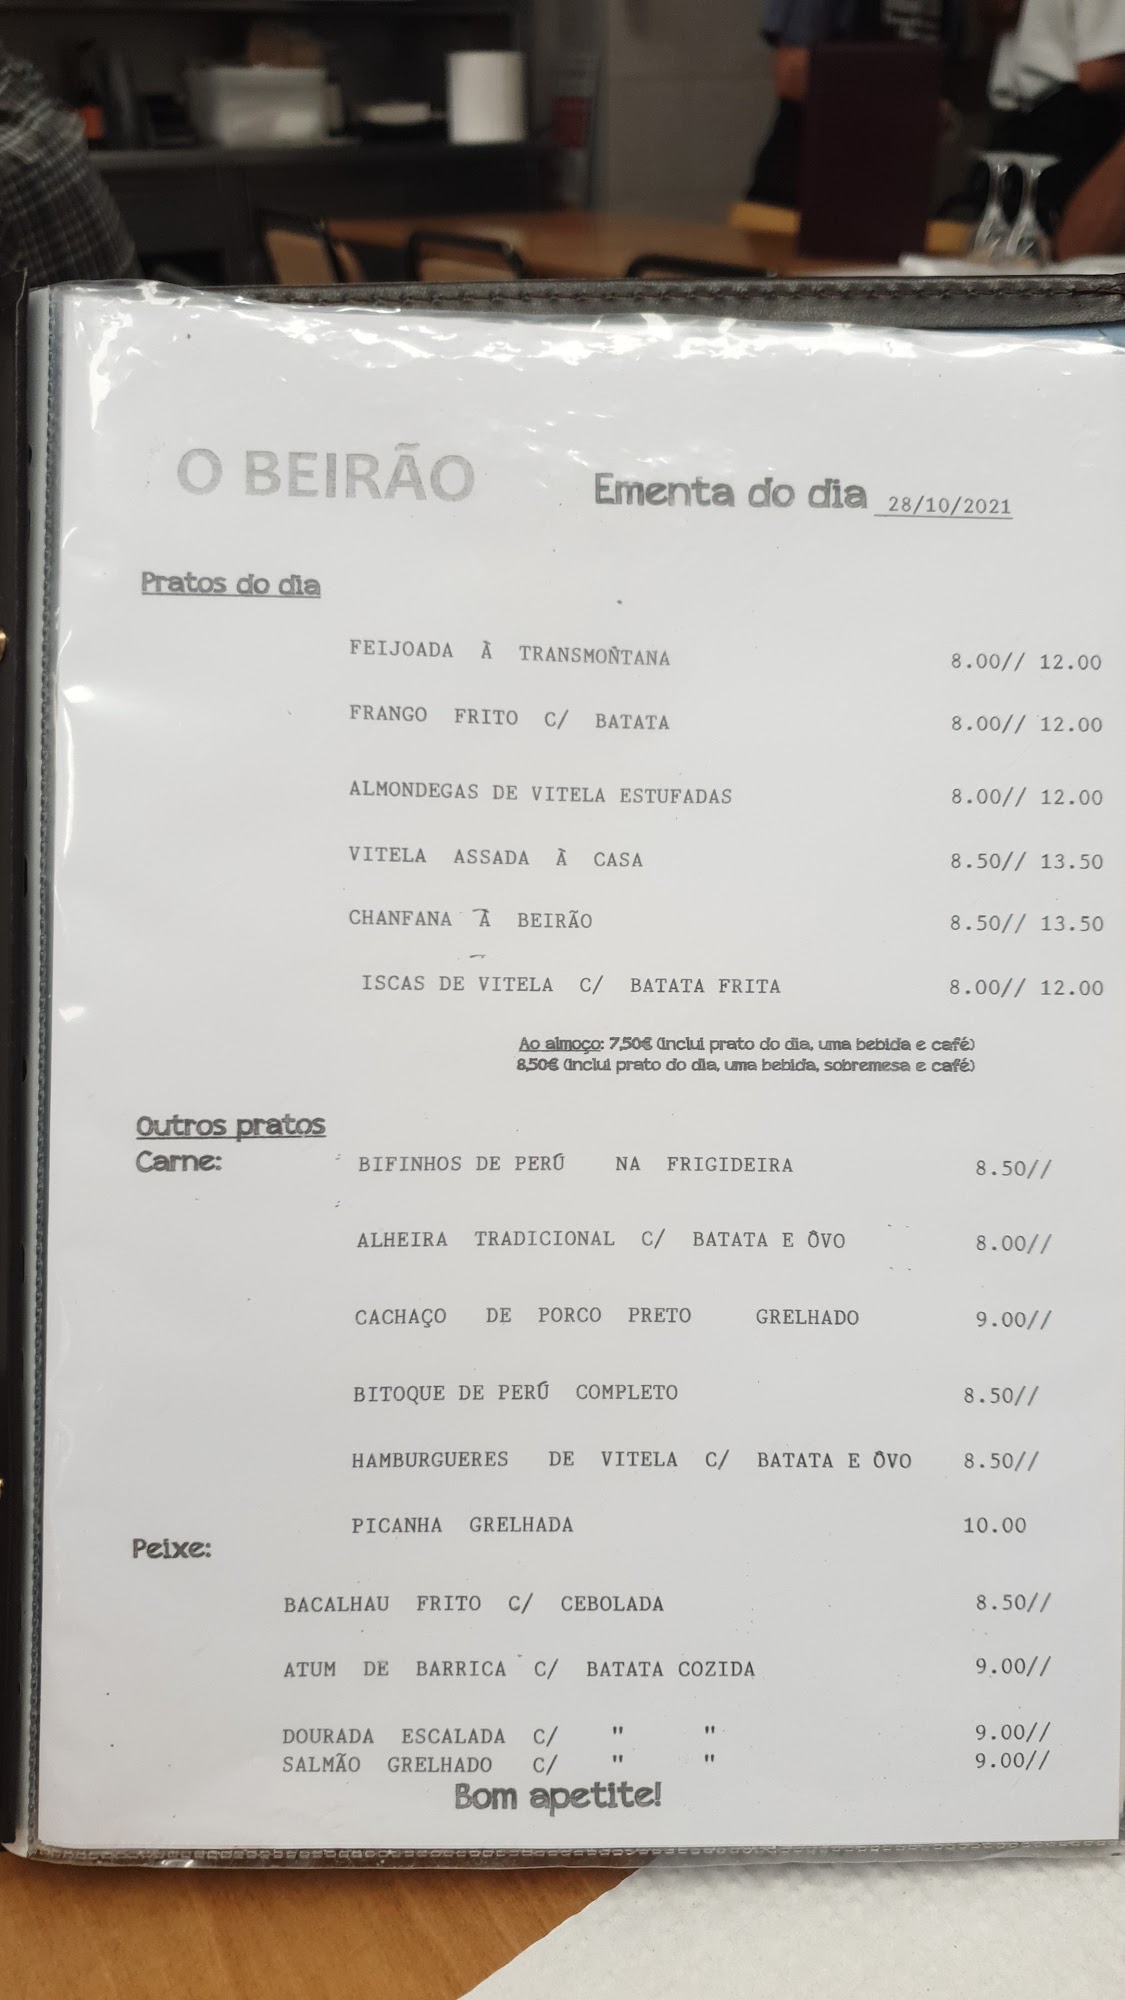 O BEIRÃO Ementa do dia 28/10/2021
Pratos do dia
FEIJOADA À TRANSMOÑTANA 8.00// 12.00
FRANGO FRITO C/ BATATA 8.00// 12.00
ALMONDEGAS DE VITELA ESTUFADAS 8.00// 12.00
VITELA ASSADA À CASA 8.50// 13.50
CHANFANA À BEIRÃO 8.50// 13.50
ISCAS DE VITELA C/ BATATA FRITA 8.00// 12.00
Ao almoço: 7,50€ (inclui prato do dia, uma bebida e café)
8,50€ (inclui prato do dia, uma bebida, sobremesa e café)
Outros pratos
Carne: BIFINHOS DE PERÚ NA FRIGIDEIRA 8.50//
ALHEIRA TRADICIONAL C/ BATATA E ÔVO 8.00//
CACHAÇO DE PORCO PRETO GRELHADO 9.00//
BITOQUE DE PERÚ COMPLETO 8.50//
HAMBURGUERES DE VITELA C/ BATATA E ÔVO 8.50//
PICANHA GRELHADA 10.00
Peixe:
BACALHAU FRITO C/ CEBOLADA 8.50//
ATUM DE BARRICA C/ BATATA COZIDA 9.00//
DOURADA ESCALADA C/ " " 9.00//
SALMÃO GRELHADO C/ " " 9.00//
Bom apetite!